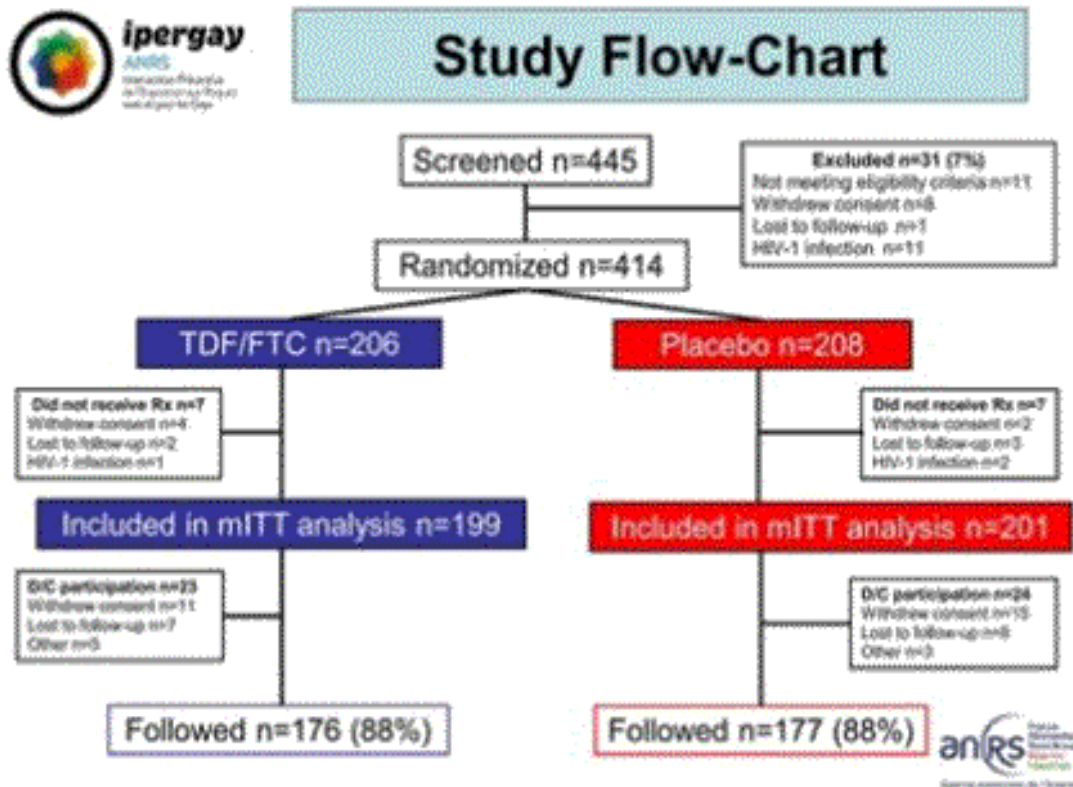 ipergay
ANRS
Study Flow-Chart
Screened n=445
Excluded n=31 (7%)
Not meeting eligibility criteria n=11
Withdrew consent n=8
Lost to follow-up n=1
HIV-1 infection n=11
Randomized n=414
TDF/FTC n=206
Placebo n=208
Did not receive Rx n=7
Withdrew consent n=4
Lost to follow-up n=2
HIV-1 infection n=1
Did not receive Rx n=7
Withdrew consent n=2
Lost to follow-up n=3
HIV-1 infection n=2
Included in mITT analysis n=199
Included in mITT analysis n=201
D/C participation n=23
Withdrew consent n=11
Lost to follow-up n=7
Other n=5
D/C participation n=24
Withdrew consent n=15
Lost to follow-up n=6
Other n=3
Followed n=176 (88%)
Followed n=177 (88%)
anRS